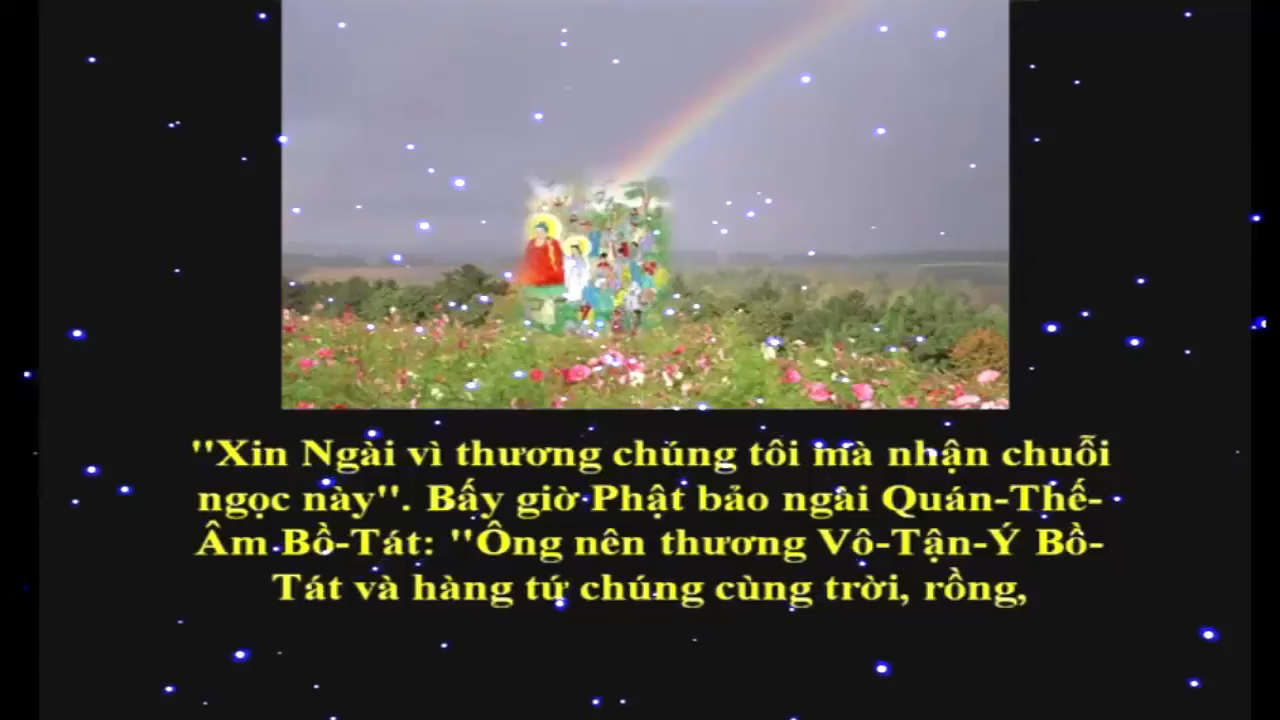 "Xin Ngài vì thương chúng tôi mà nhận chuỗi
ngọc này". Bấy giờ Phật bảo ngài Quán-Thế-
Âm Bồ-Tát: "Ông nên thương Vô-Tận-Ý Bồ-
Tát và hàng tứ chúng cùng trời, rồng,